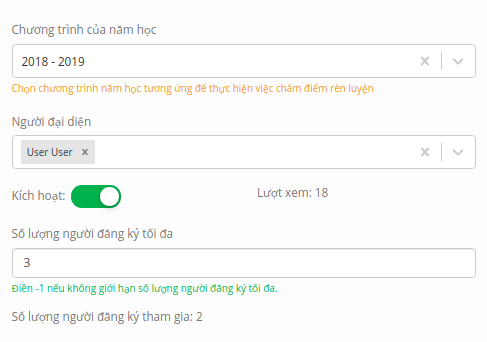 Chương trình của năm học
2018 - 2019
Chọn chương trình năm học tương ứng để thực hiện việc chấm điểm rèn luyện
Người đại diện
User User
Kích hoạt:
Lượt xem: 18
Số lượng người đăng ký tối đa
3
Điền -1 nếu không giới hạn số lượng người đăng ký tối đa.
Số lượng người đăng ký tham gia: 2